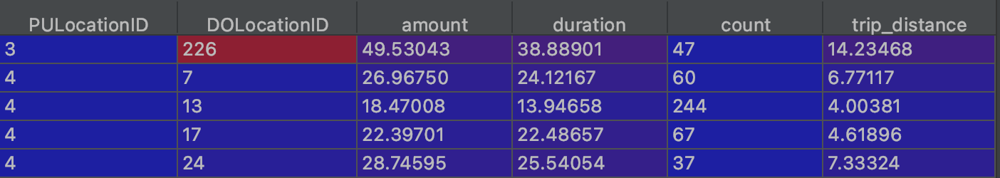 PULocationID DOLocationID amount duration count trip_distance
3 226 49.53043 38.88901 47 14.23468
4 7 26.96750 24.12167 60 6.77117
4 13 18.47008 13.94658 244 4.00381
4 17 22.39701 22.48657 67 4.61896
4 24 28.74595 25.54054 37 7.33324